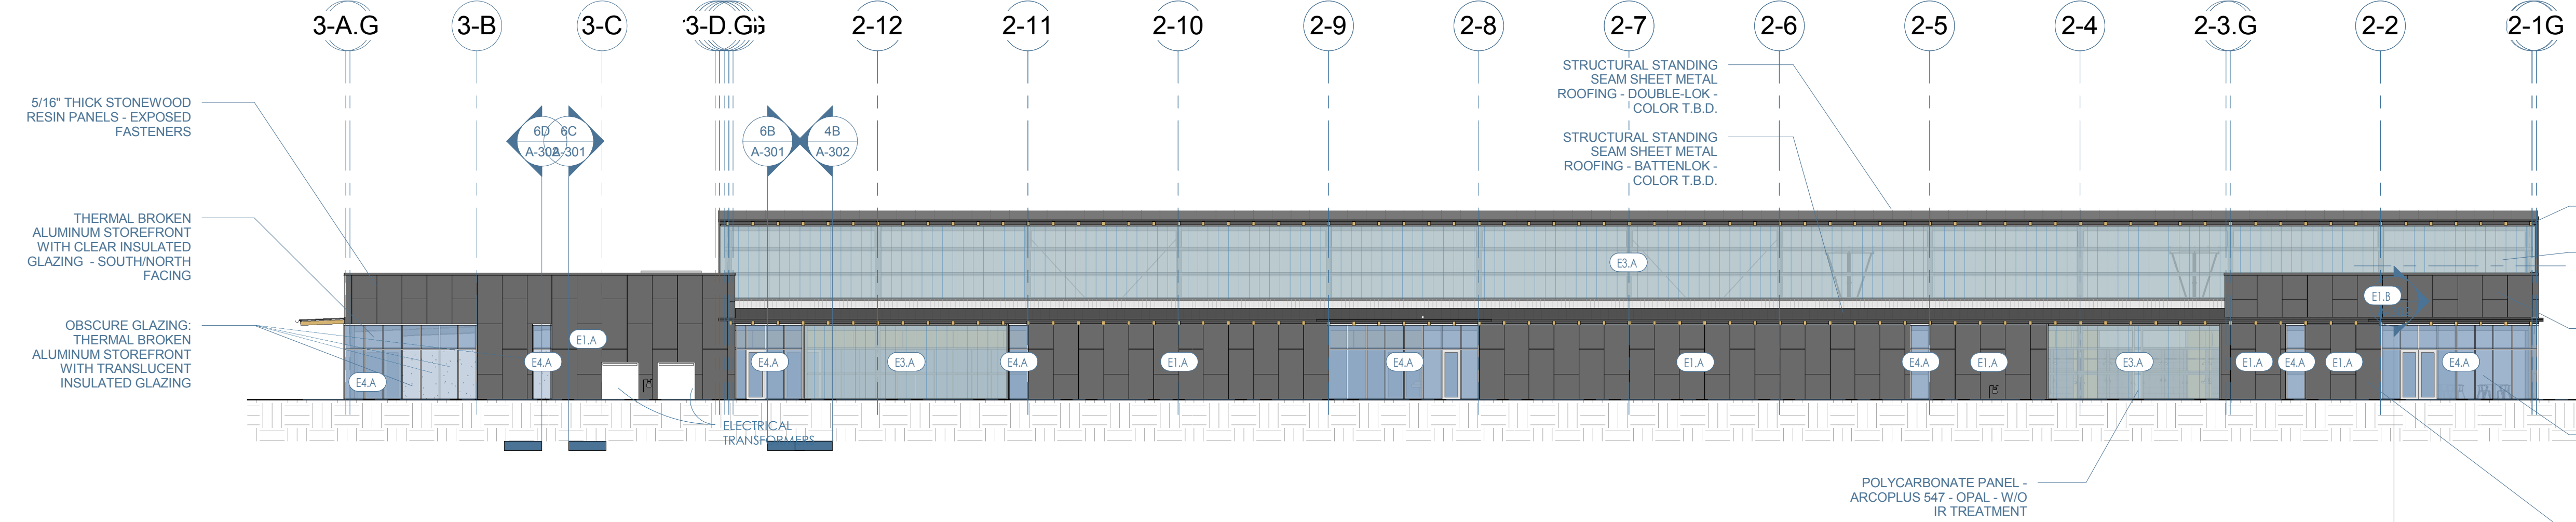 3-A.G
3-B
3-C
3-D.G
2-12
2-11
2-10
2-9
2-8
2-7
2-6
2-5
2-4
2-3.G
2-2
2-1G
STRUCTURAL STANDING
SEAM SHEET METAL
ROOFING - DOUBLE-LOK -
COLOR T.B.D.
STRUCTURAL STANDING
SEAM SHEET METAL
ROOFING - BATTENLOK -
COLOR T.B.D.
5/16" THICK STONEWOOD
RESIN PANELS - EXPOSED
FASTENERS
6D
A-302
6C
A-301
6B
A-301
4B
A-302
THERMAL BROKEN
ALUMINUM STOREFRONT
WITH CLEAR INSULATED
GLAZING - SOUTH/NORTH
FACING
OBSCURE GLAZING:
THERMAL BROKEN
ALUMINUM STOREFRONT
WITH TRANSLUCENT
INSULATED GLAZING
E3.A
E1.B
E1.A
E4.A
E4.A
E4.A
E3.A
E4.A
E1.A
E4.A
E1.A
E4.A
E1.A
E3.A
E1.A
E4.A
E1.A
E4.A
ELECTRICAL
TRANSFORMERS
POLYCARBONATE PANEL -
ARCOPLUS 547 - OPAL - W/O
IR TREATMENT